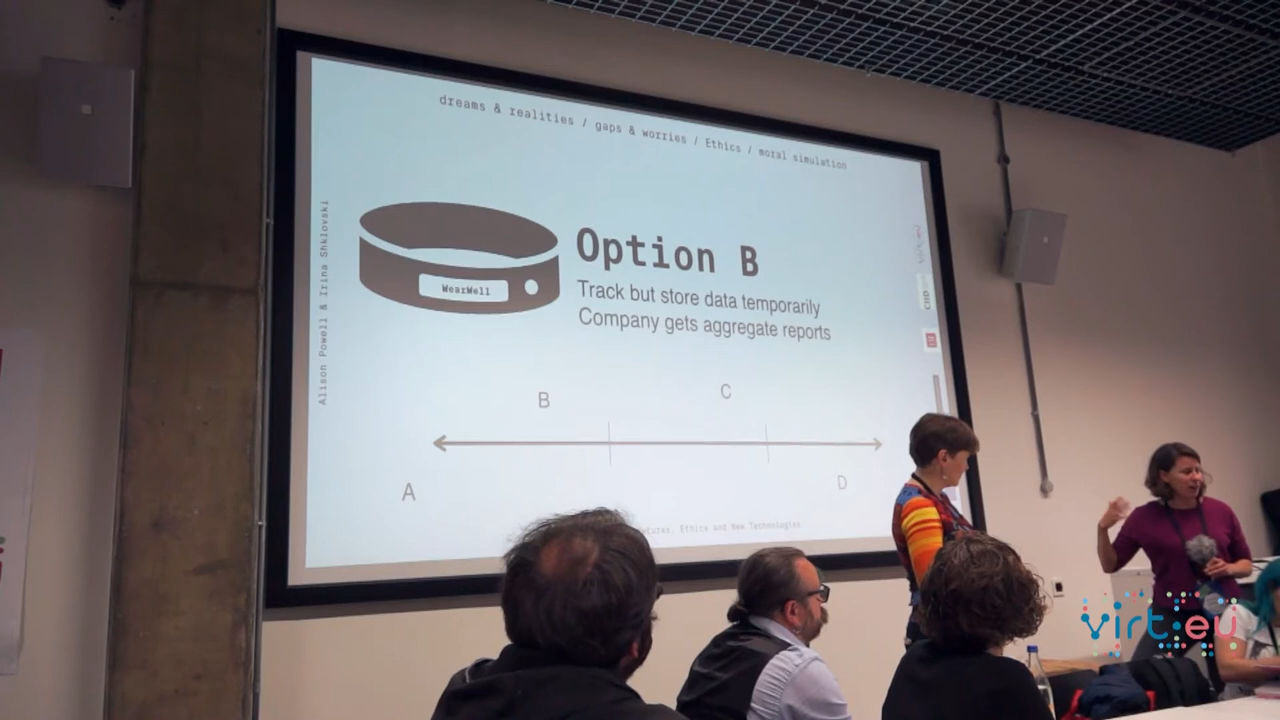 dreams & realities / gaps & worries / Ethics / moral simulation
Alison Powell & Irina Shklovski
WearWell
Option B
Track but store data temporarily
Company gets aggregate reports
B
C
A
D
Ethics and New Technologies
virt.eu